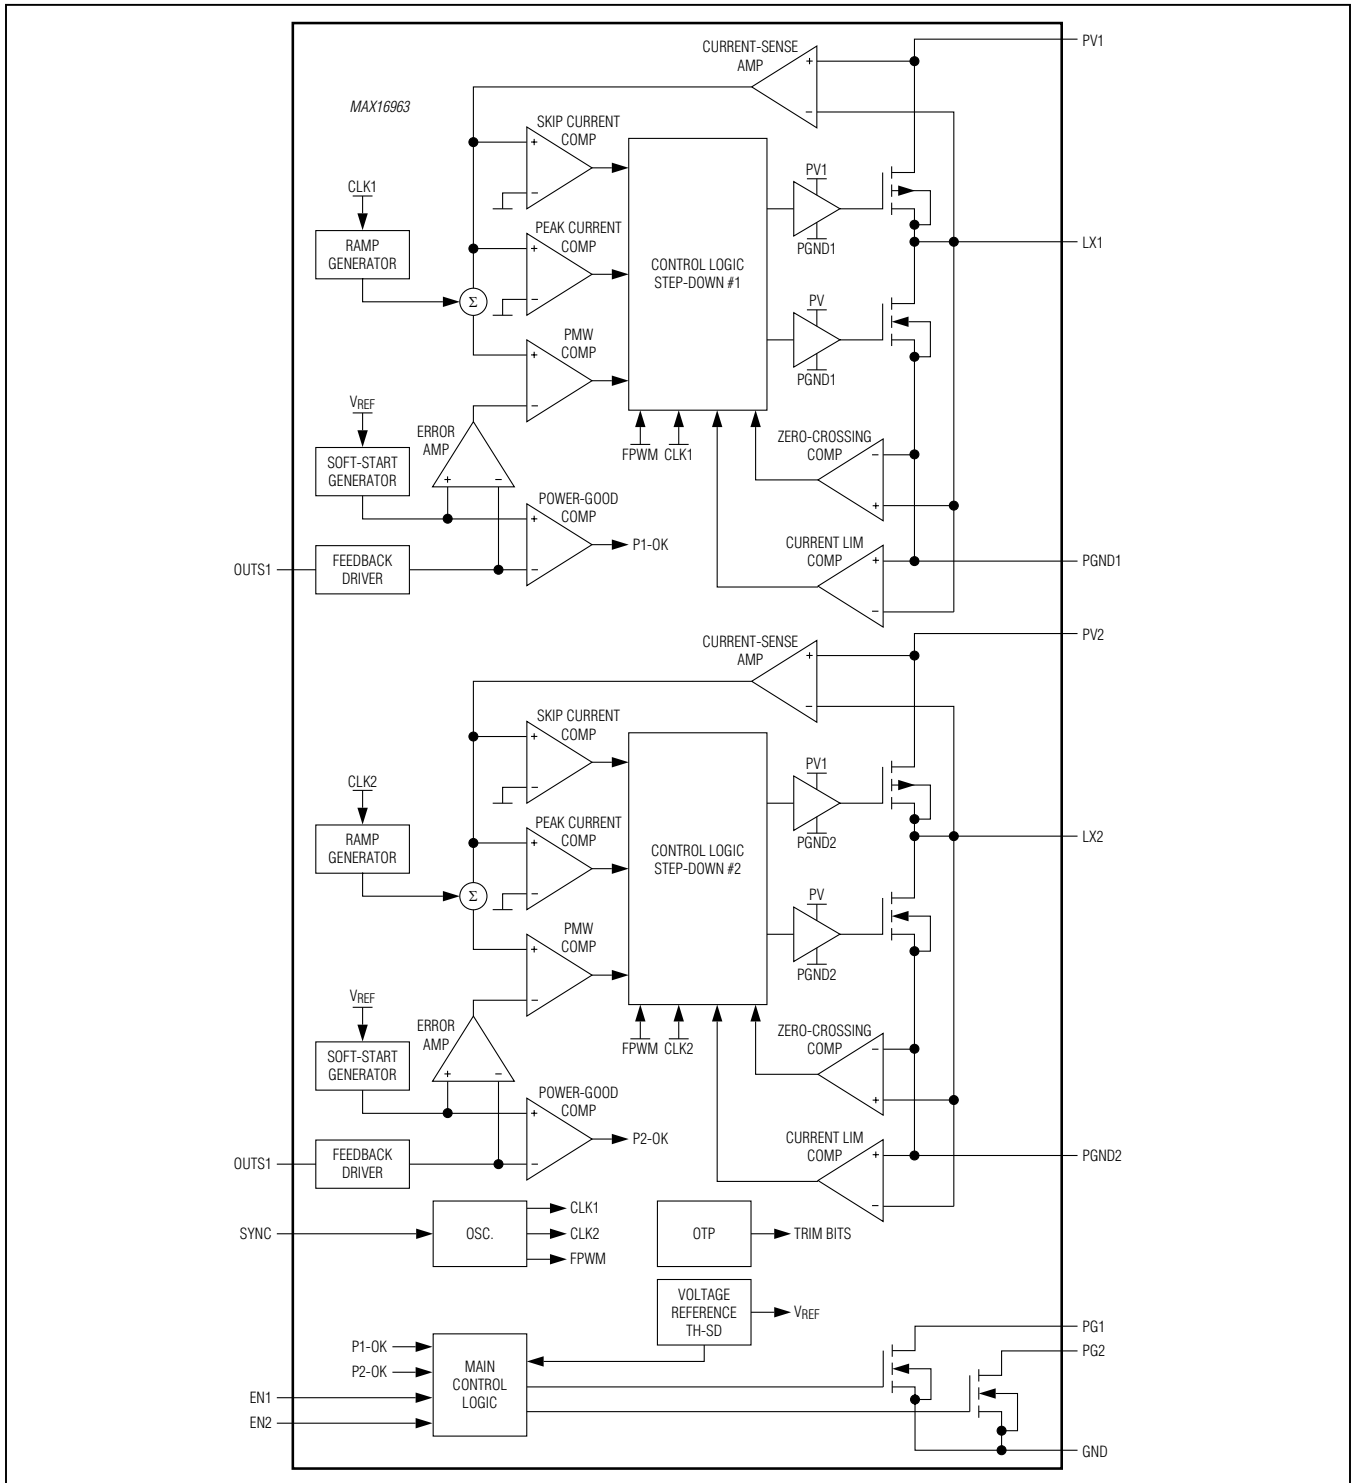 PV1
CURRENT-SENSE
AMP
+
−
MAX16963
SKIP CURRENT
COMP
+
−
CLK1
RAMP
GENERATOR
Σ
PEAK CURRENT
COMP
+
−
CONTROL LOGIC
STEP-DOWN #1
PV1
PGND1
LX1
PV
PGND1
PMW
COMP
+
−
VREF
SOFT-START
GENERATOR
ERROR
AMP
+ −
FPWM CLK1
ZERO-CROSSING
COMP
−
+
POWER-GOOD
COMP
+
−
P1-OK
OUTS1
FEEDBACK
DRIVER
CURRENT LIM
COMP
+
−
PGND1
PV2
CURRENT-SENSE
AMP
+
−
SKIP CURRENT
COMP
+
−
CLK2
RAMP
GENERATOR
Σ
PEAK CURRENT
COMP
+
−
CONTROL LOGIC
STEP-DOWN #2
PV1
PGND2
LX2
PV
PGND2
PMW
COMP
+
−
VREF
SOFT-START
GENERATOR
ERROR
AMP
+ −
FPWM CLK2
ZERO-CROSSING
COMP
−
+
POWER-GOOD
COMP
+
−
P2-OK
OUTS1
FEEDBACK
DRIVER
CURRENT LIM
COMP
+
−
PGND2
SYNC
OSC.
CLK1
CLK2
FPWM
OTP
TRIM BITS
VOLTAGE
REFERENCE
TH-SD
VREF
P1-OK
P2-OK
EN1
EN2
MAIN
CONTROL
LOGIC
PG1
PG2
GND